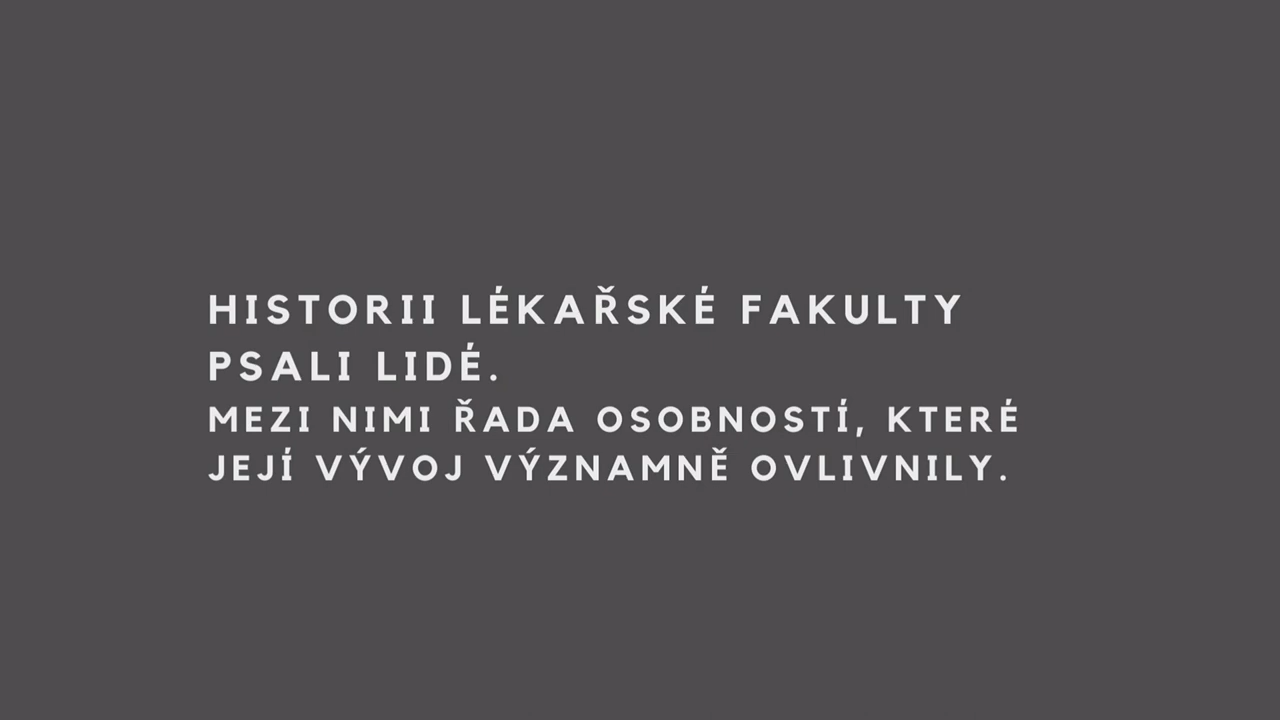 HISTORII LÉKAŘSKÉ FAKULTY
PSALI LIDÉ.
MEZI NIMI ŘADA OSOBNOSTÍ, KTERÉ
JEJÍ VÝVOJ VÝZNAMNĚ OVLIVNILY.